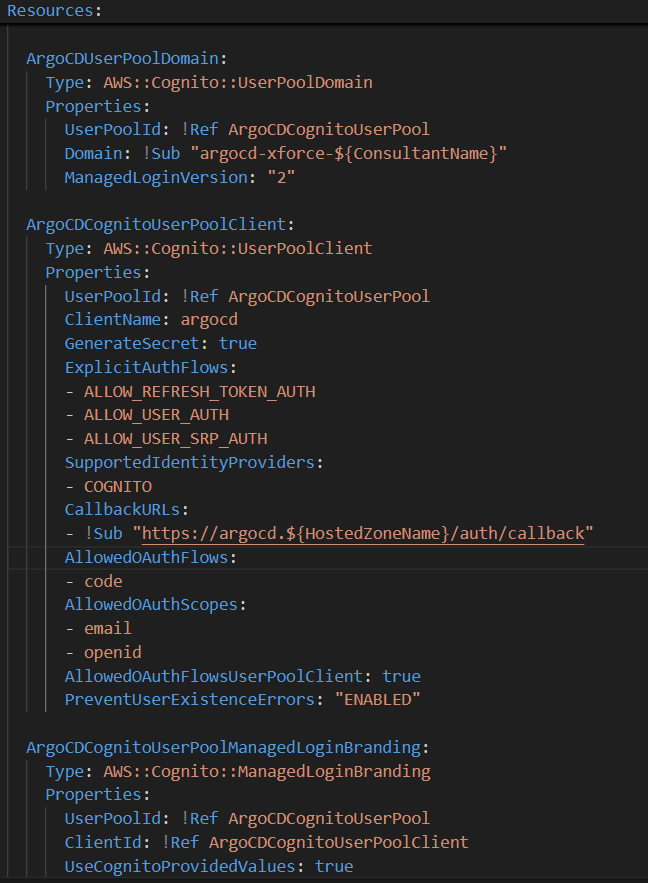 Resources:
ArgoCDUserPoolDomain:
Type: AWS::Cognito::UserPoolDomain
Properties:
UserPoolId: !Ref ArgoCDCognitoUserPool
Domain: !Sub "argocd-xforce-${ConsultantName}"
ManagedLoginVersion: "2"
ArgoCDCognitoUserPoolClient:
Type: AWS::Cognito::UserPoolClient
Properties:
UserPoolId: !Ref ArgoCDCognitoUserPool
ClientName: argocd
GenerateSecret: true
ExplicitAuthFlows:
- ALLOW_REFRESH_TOKEN_AUTH
- ALLOW_USER_AUTH
- ALLOW_USER_SRP_AUTH
SupportedIdentityProviders:
- COGNITO
CallbackURLs:
- !Sub "https://argocd.${HostedZoneName}/auth/callback"
AllowedOAuthFlows:
- code
AllowedOAuthScopes:
- email
- openid
AllowedOAuthFlowsUserPoolClient: true
PreventUserExistenceErrors: "ENABLED"
ArgoCDCognitoUserPoolManagedLoginBranding:
Type: AWS::Cognito::ManagedLoginBranding
Properties:
UserPoolId: !Ref ArgoCDCognitoUserPool
ClientId: !Ref ArgoCDCognitoUserPoolClient
UseCognitoProvidedValues: true